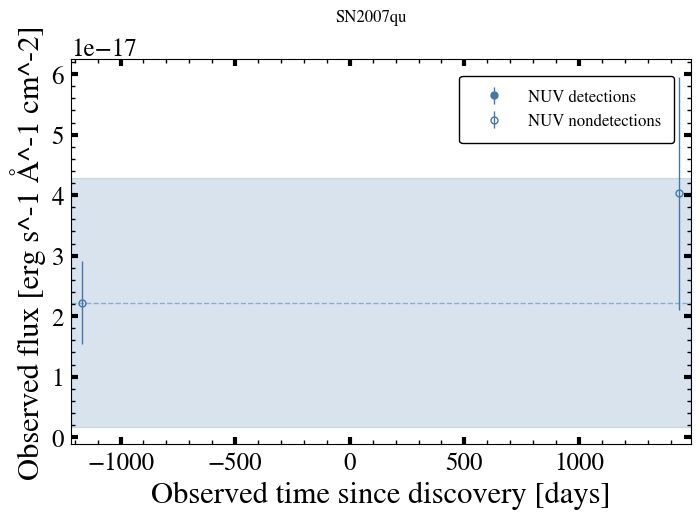 SN2007qu
1e−17
Observed flux [erg s^-1 Å^-1 cm^-2]
6
5
4
3
2
1
0
NUV detections
NUV nondetections
−1000 −500 0 500 1000
Observed time since discovery [days]